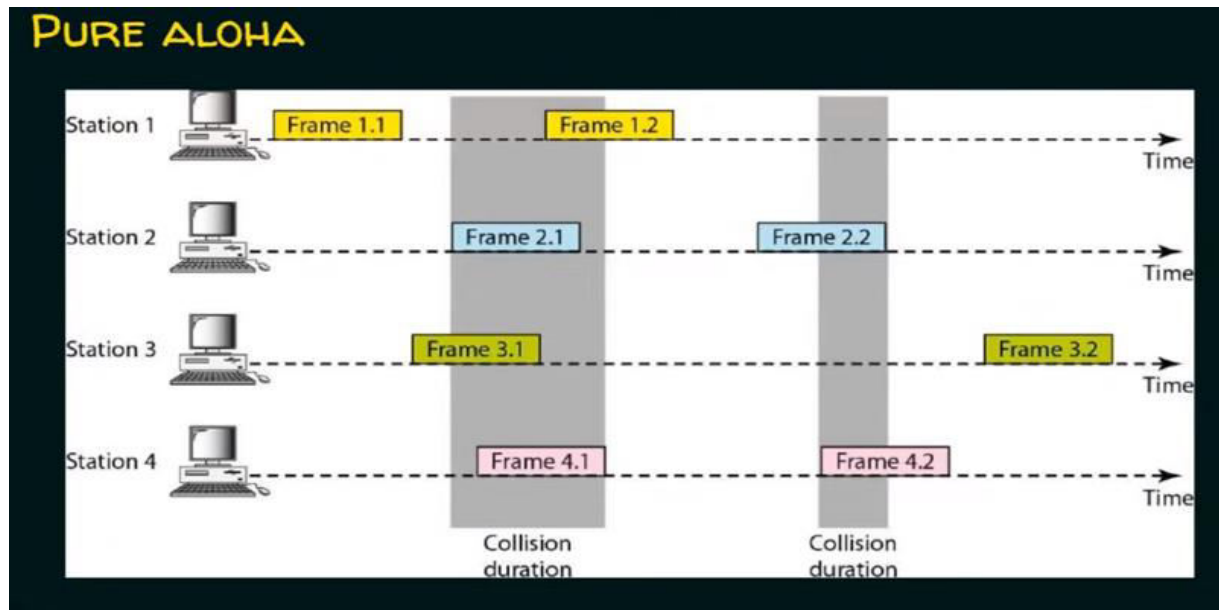 PURE ALOHA
Station 1
Frame 1.1
Frame 1.2
Time
Station 2
Frame 2.1
Frame 2.2
Time
Station 3
Frame 3.1
Frame 3.2
Time
Station 4
Frame 4.1
Frame 4.2
Time
Collision
duration
Collision
duration